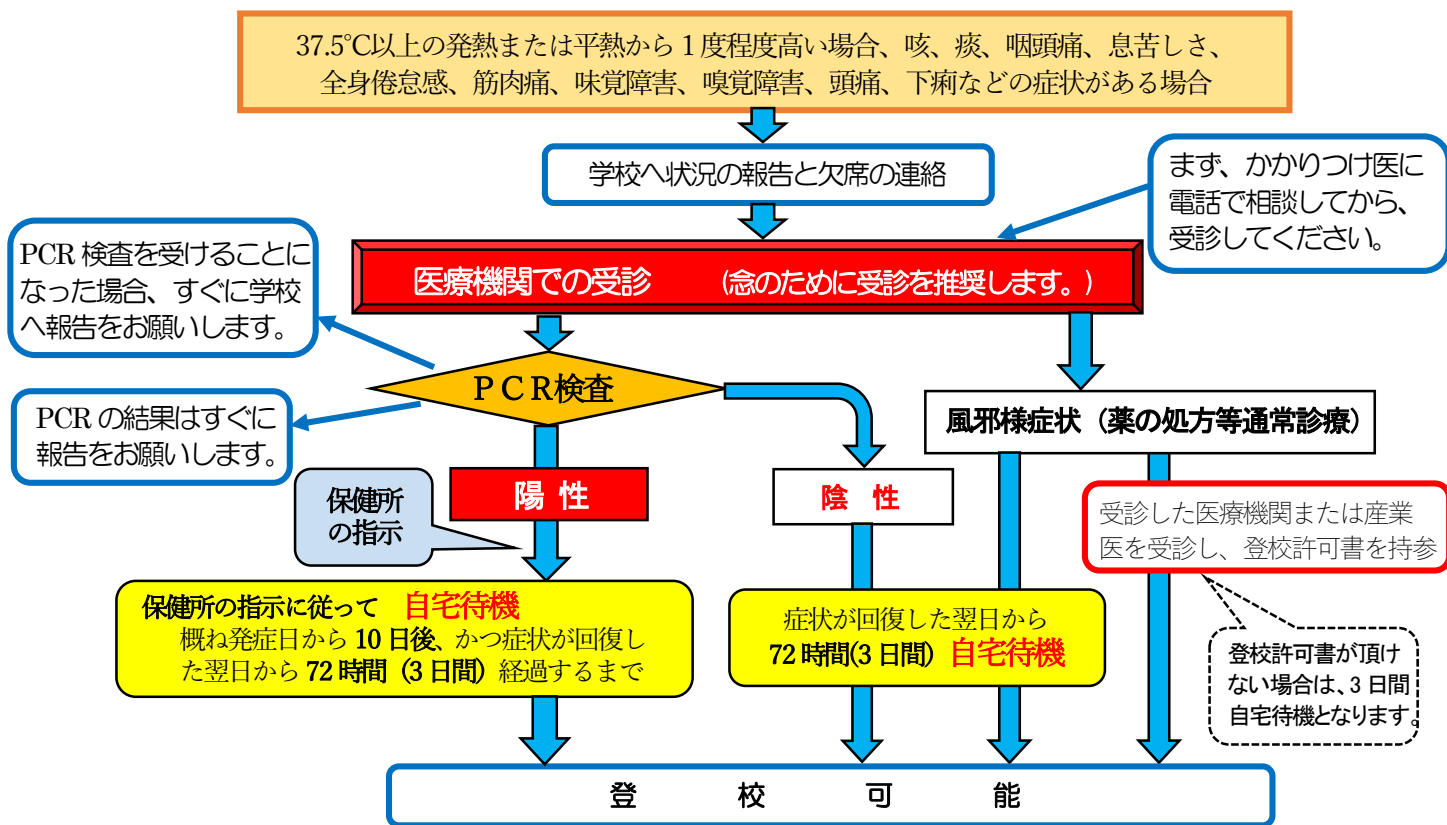 37.5℃以上の発熱または平熱から1度程度高い場合、咳、痰、咽頭痛、息苦しさ、
全身倦怠感、筋肉痛、味覚障害、嗅覚障害、頭痛、下痢などの症状がある場合
学校へ状況の報告と欠席の連絡
まず、かかりつけ医に
電話で相談してから、
受診してください。
PCR 検査を受けることに
なった場合、すぐに学校
へ報告をお願いします。
医療機関での受診 (念のために受診を推奨します。)
PCR検査
PCR の結果はすぐに
報告をお願いします。
風邪様症状（薬の処方等通常診療）
保健所
の指示
陽 性
陰 性
受診した医療機関または産業
医を受診し、登校許可書を持参
保健所の指示に従って 自宅待機
概ね発症日から 10 日後、かつ症状が回復し
た翌日から 72 時間（3 日間）経過するまで
症状が回復した翌日から
72 時間(3 日間) 自宅待機
登校許可書が頂け
ない場合は、3 日間
自宅待機となります。
登 校 可 能